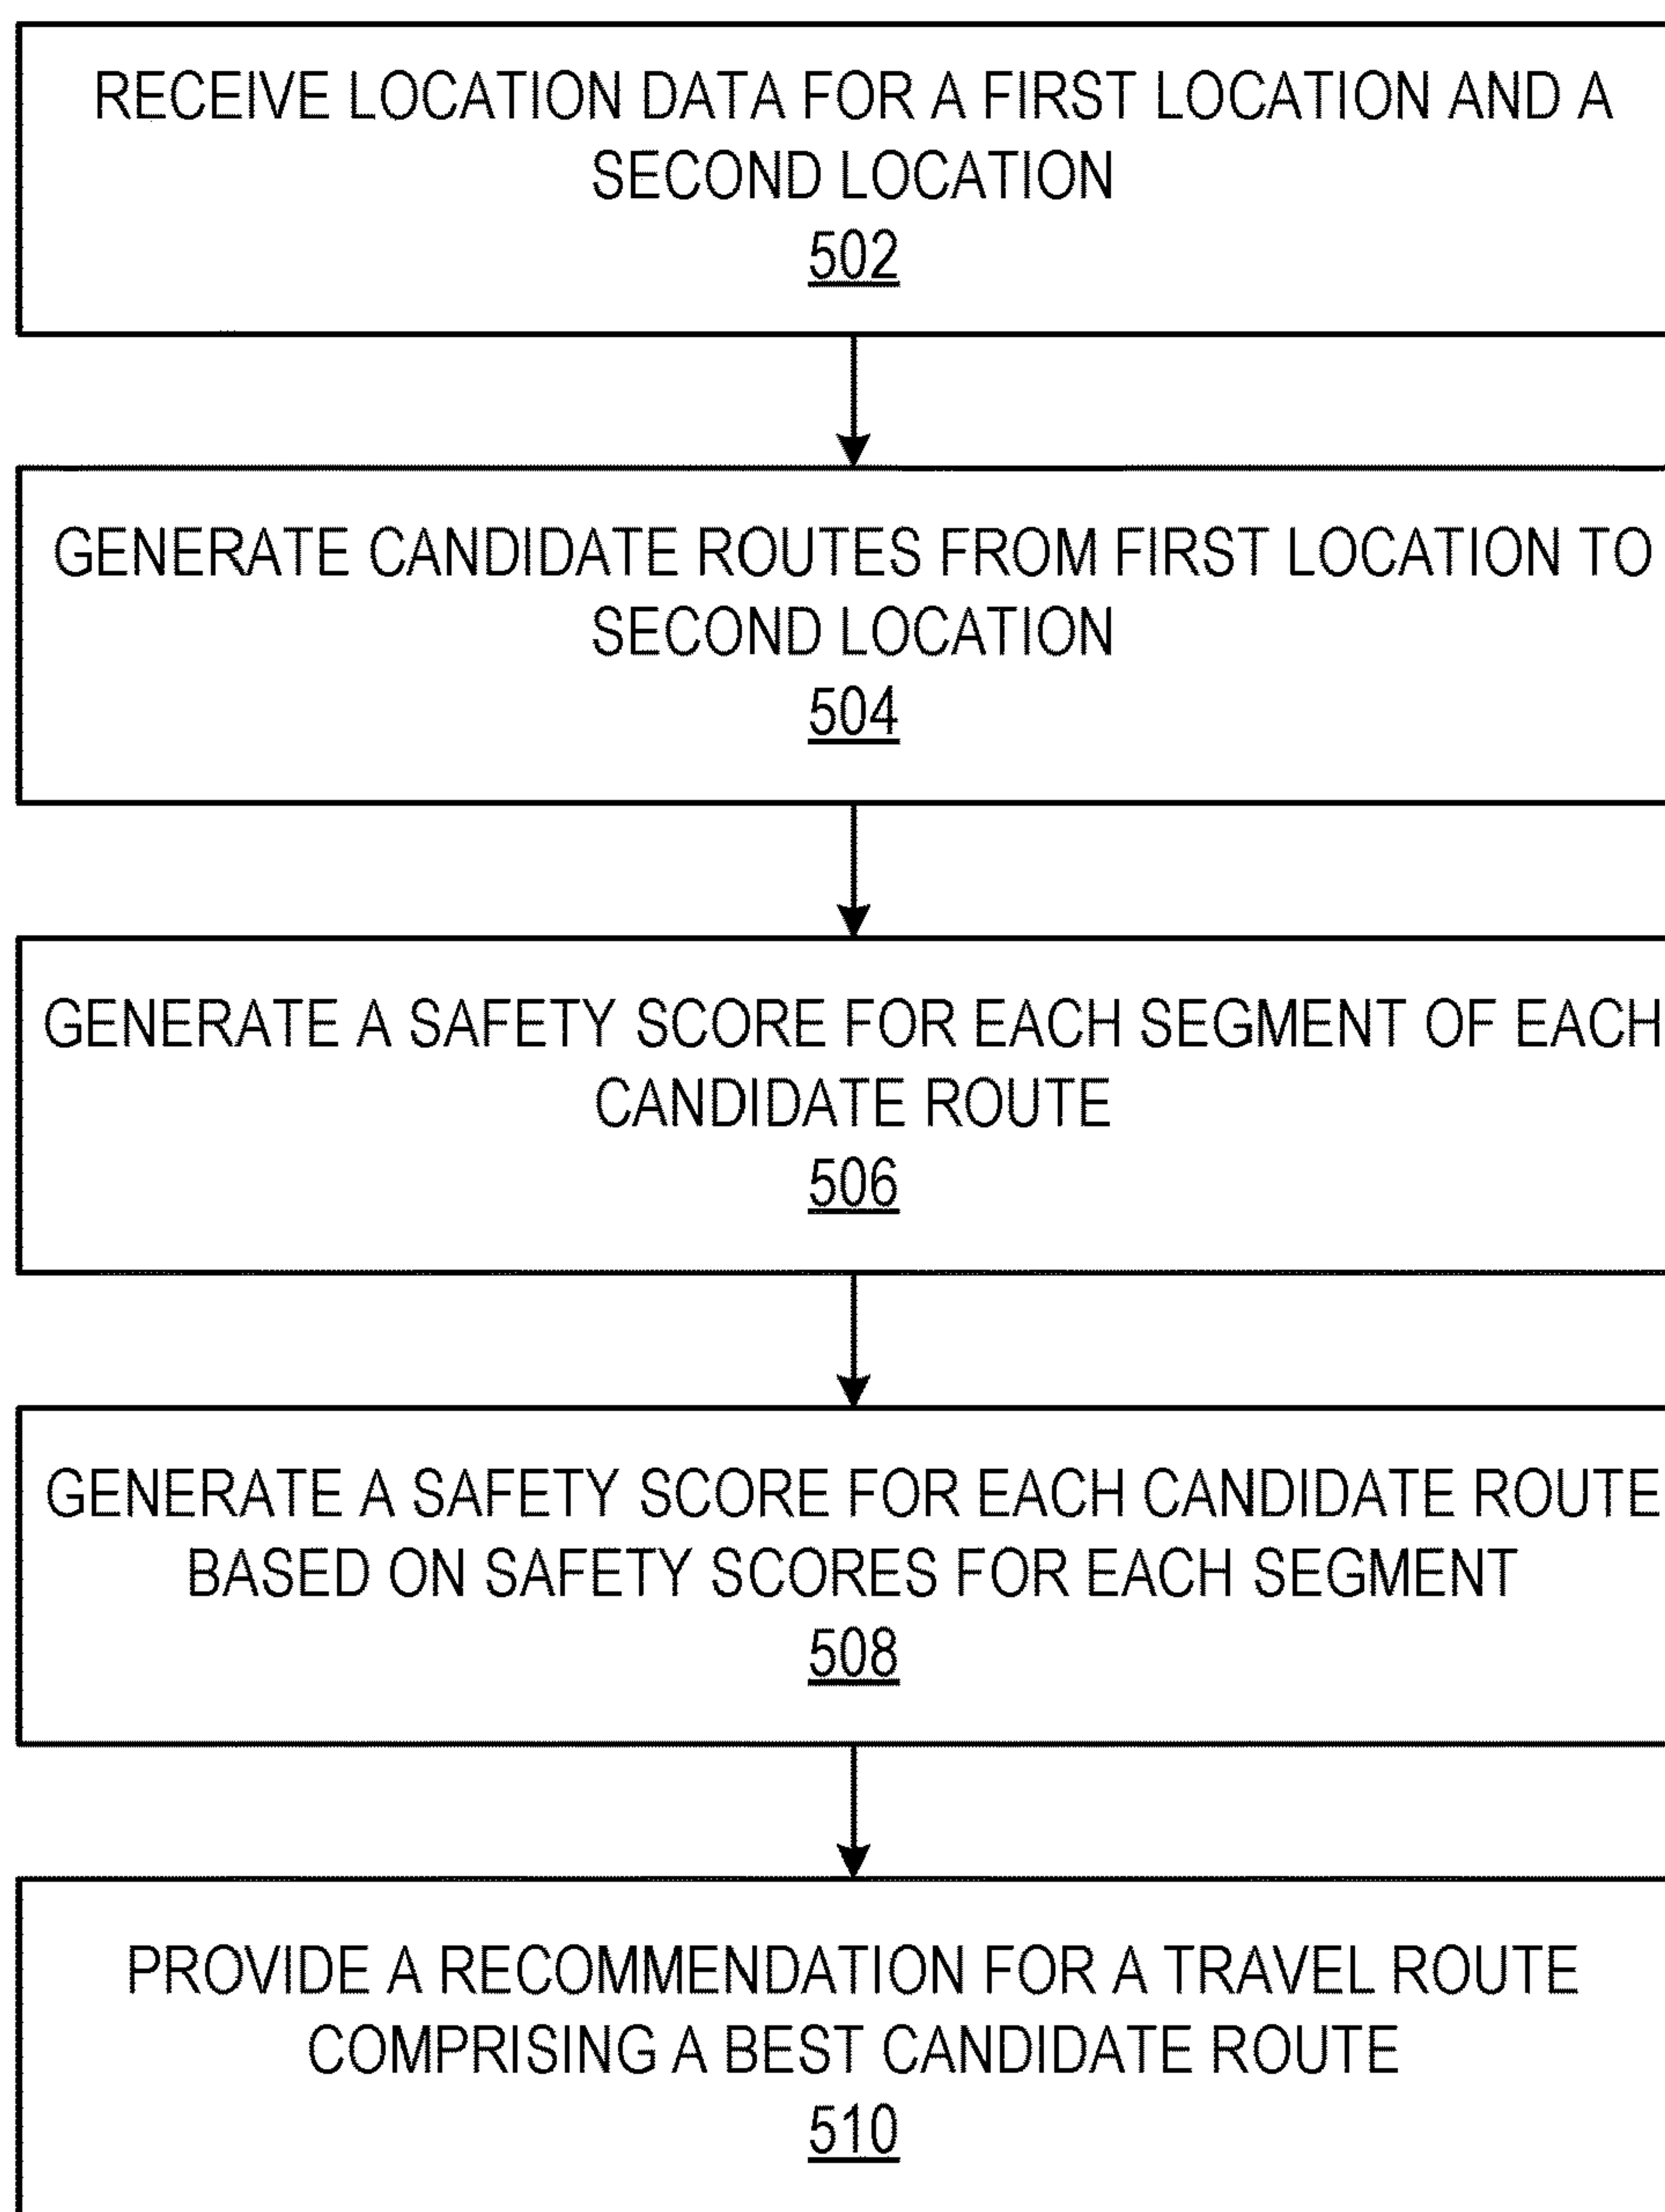 RECEIVE LOCATION DATA FOR A FIRST LOCATION AND A
SECOND LOCATION
502
GENERATE CANDIDATE ROUTES FROM FIRST LOCATION TO
SECOND LOCATION
504
GENERATE A SAFETY SCORE FOR EACH SEGMENT OF EACH
CANDIDATE ROUTE
506
GENERATE A SAFETY SCORE FOR EACH CANDIDATE ROUTE
BASED ON SAFETY SCORES FOR EACH SEGMENT
508
PROVIDE A RECOMMENDATION FOR A TRAVEL ROUTE
COMPRISING A BEST CANDIDATE ROUTE
510